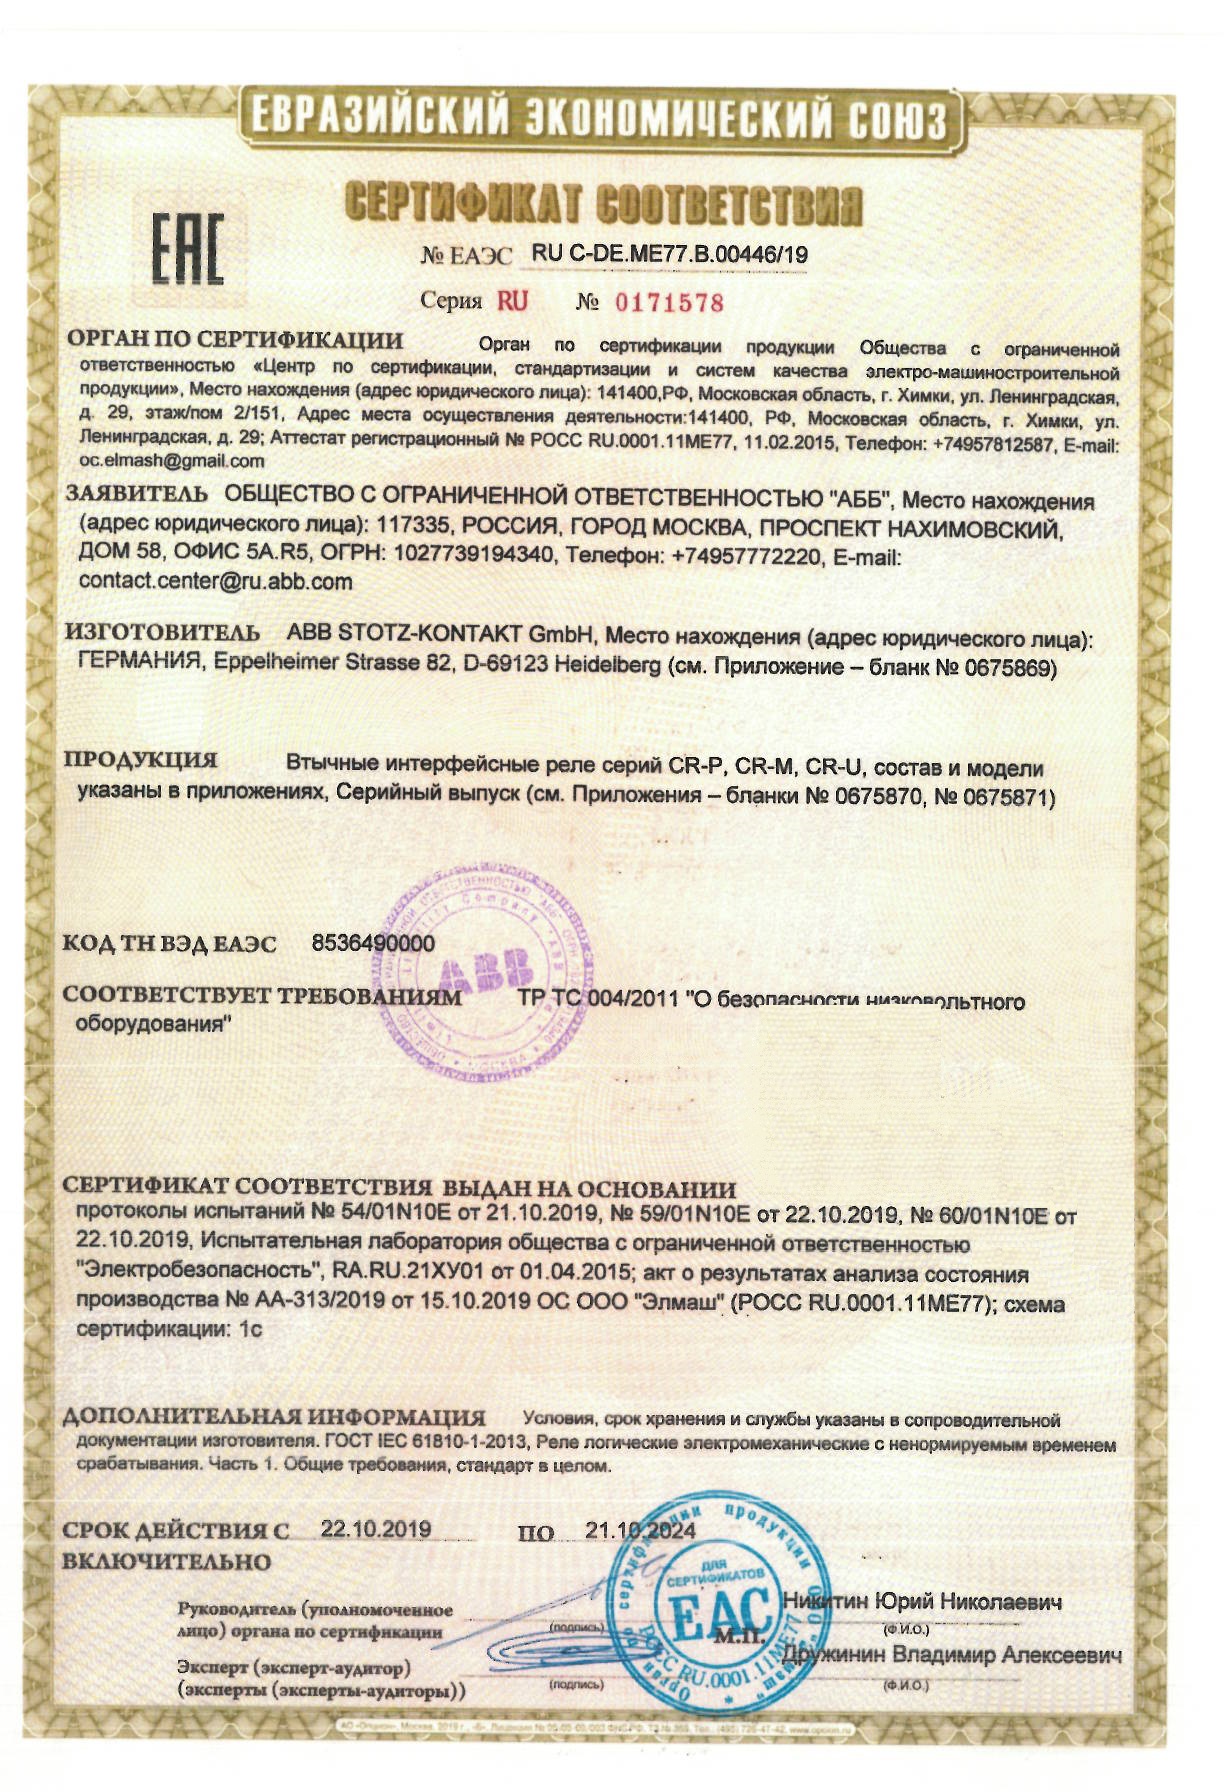 ЕВРАЗИЙСКИЙ ЭКОНОМИЧЕСКИЙ СОЮЗ
СЕРТИФИКАТ СООТВЕТСТВИЯ
ЕАС
№ ЕАЭС RU C-DE.ME77.B.00446/19
Серия RU № 0171578
ОРГАН ПО СЕРТИФИКАЦИИ Орган по сертификации продукции Общества с ограниченной
ответственностью «Центр по сертификации, стандартизации и систем качества электро-машиностроительной
продукции», Место нахождения (адрес юридического лица): 141400,РФ, Московская область, г. Химки, ул. Ленинградская,
д. 29, этаж/пом 2/151, Адрес места осуществления деятельности:141400, РФ, Московская область, г. Химки, ул.
Ленинградская, д. 29; Аттестат регистрационный № РОСС RU.0001.11ME77, 11.02.2015, Телефон: +74957812587, E-mail:
oc.elmash@gmail.com
ЗАЯВИТЕЛЬ ОБЩЕСТВО С ОГРАНИЧЕННОЙ ОТВЕТСТВЕННОСТЬЮ "АББ", Место нахождения
(адрес юридического лица): 117335, РОССИЯ, ГОРОД МОСКВА, ПРОСПЕКТ НАХИМОВСКИЙ,
ДОМ 58, ОФИС 5А.R5, ОГРН: 1027739194340, Телефон: +74957772220, E-mail:
contact.center@ru.abb.com
ИЗГОТОВИТЕЛЬ ABB STOTZ-KONTAKT GmbH, Место нахождения (адрес юридического лица):
ГЕРМАНИЯ, Eppelheimer Strasse 82, D-69123 Heidelberg (см. Приложение – бланк № 0675869)
ПРОДУКЦИЯ Втычные интерфейсные реле серий CR-P, CR-M, CR-U, состав и модели
указаны в приложениях, Серийный выпуск (см. Приложения – бланки № 0675870, № 0675871)
КОД ТН ВЭД ЕАЭС 8536490000
ABB
СООТВЕТСТВУЕТ ТРЕБОВАНИЯМ ТР ТС 004/2011 "О безопасности низковольтного
оборудования"
СЕРТИФИКАТ СООТВЕТСТВИЯ ВЫДАН НА ОСНОВАНИИ
протоколы испытаний № 54/01N10E от 21.10.2019, № 59/01N10E от 22.10.2019, № 60/01N10E от
22.10.2019, Испытательная лаборатория общества с ограниченной ответственностью
"Электробезопасность", RA.RU.21ХУ01 от 01.04.2015; акт о результатах анализа состояния
производства № АА-313/2019 от 15.10.2019 ОС ООО "Элмаш" (РОСС RU.0001.11ME77); схема
сертификации: 1с
ДОПОЛНИТЕЛЬНАЯ ИНФОРМАЦИЯ Условия, срок хранения и службы указаны в сопроводительной
документации изготовителя. ГОСТ IEC 61810-1-2013, Реле логические электромеханические с ненормируемым временем
срабатывания. Часть 1. Общие требования, стандарт в целом.
СРОК ДЕЙСТВИЯ С 22.10.2019 ПО 21.10.2024
ВКЛЮЧИТЕЛЬНО
ДЛЯ
СЕРТИФИКАТОВ
ЕАС
М.П.
Руководитель (уполномоченное
лицо) органа по сертификации (подпись) Никитин Юрий Николаевич
(Ф.И.О.)
Эксперт (эксперт-аудитор)
(эксперты (эксперты-аудиторы)) (подпись) Дружинин Владимир Алексеевич
(Ф.И.О.)